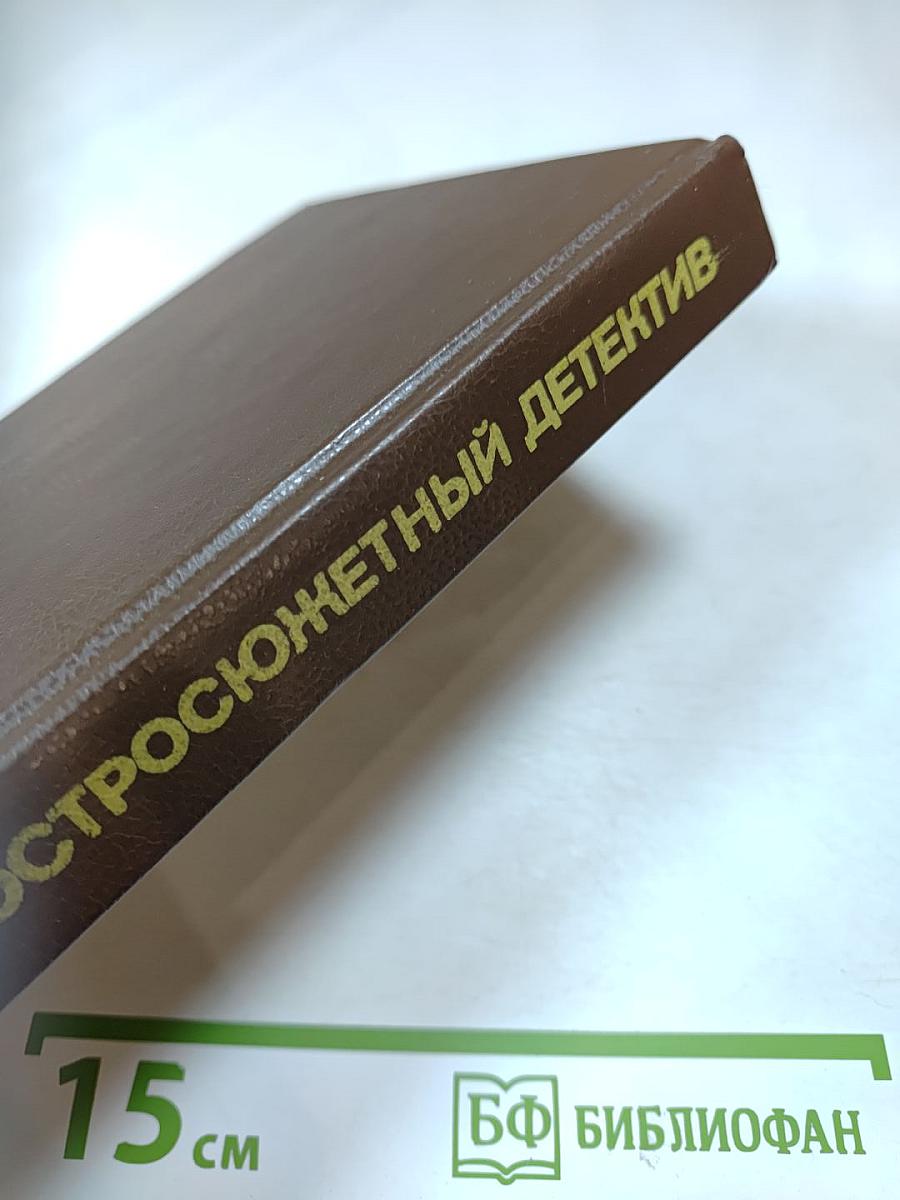 ОСТРОСЮЖЕТНЫЙ ДЕТЕКТИВ
15 см
БФ БИБЛИОФАН